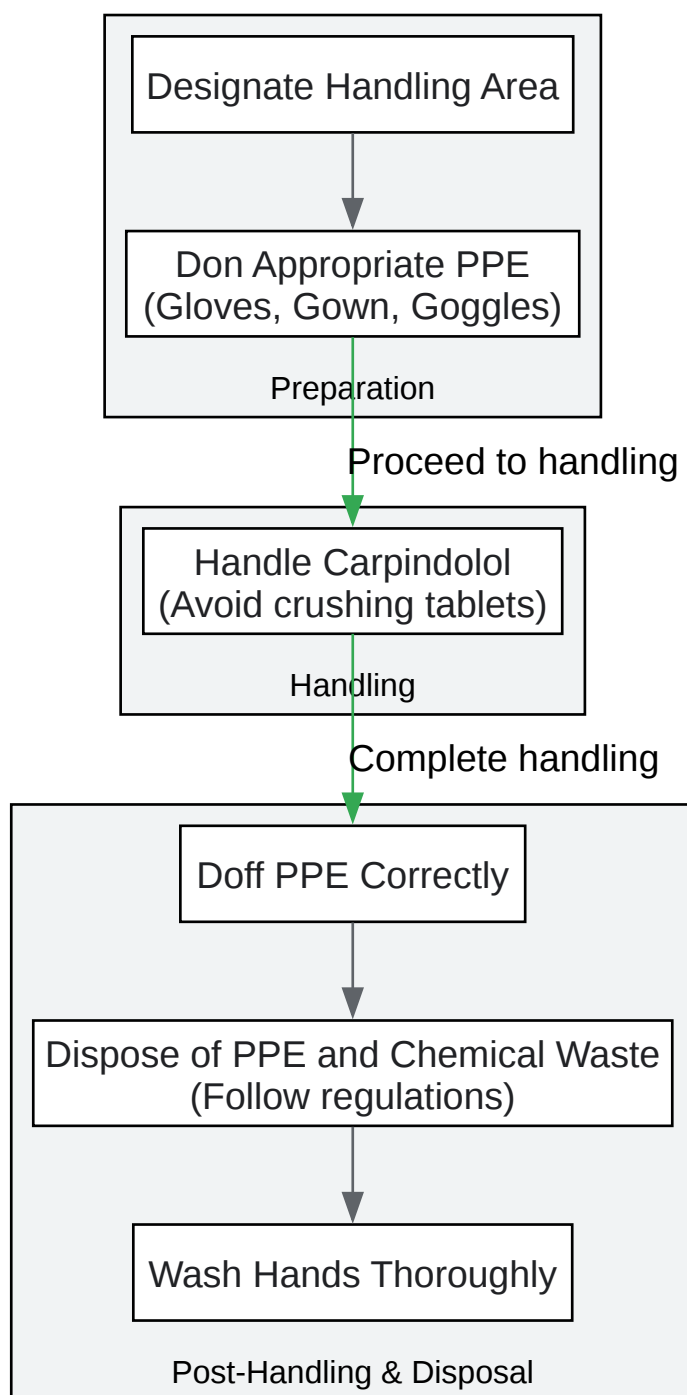 Designate Handling Area
Don Appropriate PPE
(Gloves, Gown, Goggles)
Preparation
Proceed to handling
Handle Carpindolol
(Avoid crushing tablets)
Handling
Complete handling
Doff PPE Correctly
Dispose of PPE and Chemical Waste
(Follow regulations)
Wash Hands Thoroughly
Post-Handling & Disposal